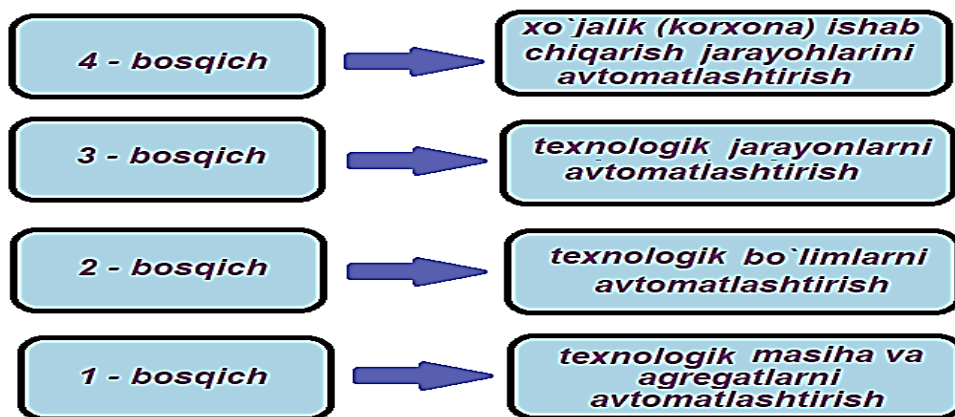 4 - bosqich
xo`jalik (korxona) ishab
chiqarish jarayohlarini
avtomatlashtirish
3 - bosqich
texnologik jarayonlarni
avtomatlashtirish
2 - bosqich
texnologik bo`limlarni
avtomatlashtirish
1 - bosqich
texnologik masiha va
agregatlarni
avtomatlashtirish